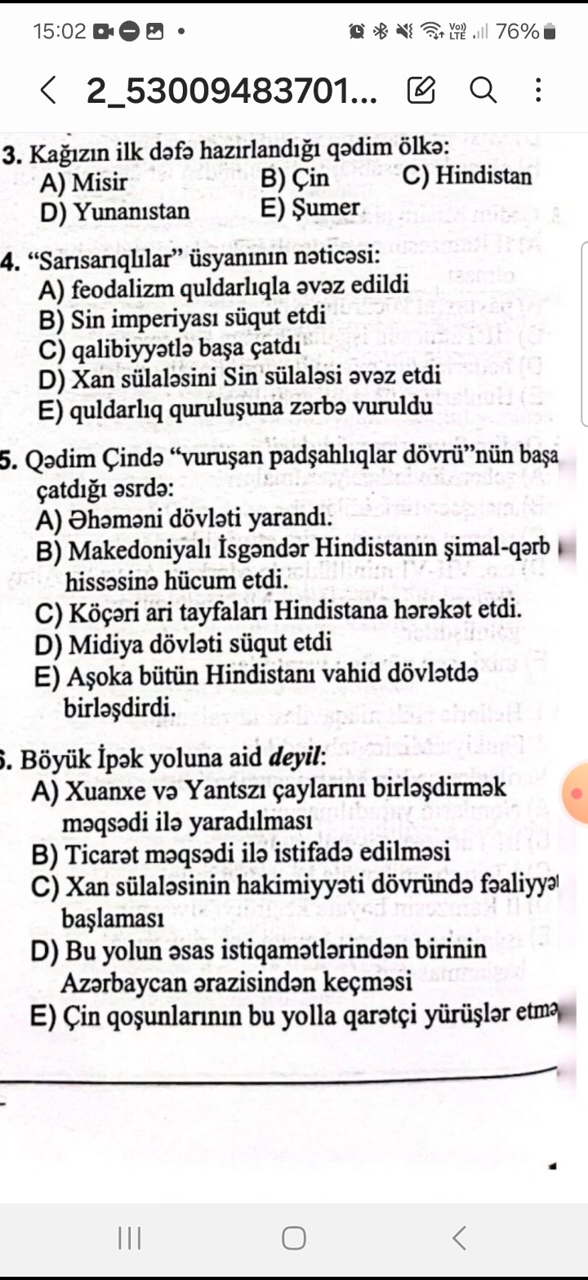 15:02
Vo)) LTE 76%
2_53009483701...
3. Kağızın ilk dəfə hazırlandığı qədim ölkə:
A) Misir B) Çin C) Hindistan
D) Yunanıstan E) Şumer
4. “Sarısarıqlılar” üsyanının nəticəsi:
A) feodalizm quldarlıqla əvəz edildi
B) Sin imperiyası süqut etdi
C) qalibiyyətlə başa çatdı
D) Xan sülaləsini Sin sülaləsi əvəz etdi
E) quldarlıq quruluşuna zərbə vuruldu
5. Qədim Çində “vuruşan padşahlıqlar dövrü”nün başa
çatdığı əsrdə:
A) Əhəməni dövləti yarandı.
B) Makedoniyalı İsgəndər Hindistanın şimal-qərb
hissəsinə hücum etdi.
C) Köçəri ari tayfaları Hindistana hərəkət etdi.
D) Midiya dövləti süqut etdi
E) Aşoka bütün Hindistanı vahid dövlətdə
birləşdirdi.
6. Böyük İpək yoluna aid deyil:
A) Xuanxe və Yantszı çaylarını birləşdirmək
məqsədi ilə yaradılması
B) Ticarət məqsədi ilə istifadə edilməsi
C) Xan sülaləsinin hakimiyyəti dövründə fəaliyyə
başlaması
D) Bu yolun əsas istiqamətlərindən birinin
Azərbaycan ərazisindən keçməsi
E) Çin qoşunlarının bu yolla qarətçi yürüşlər etmə